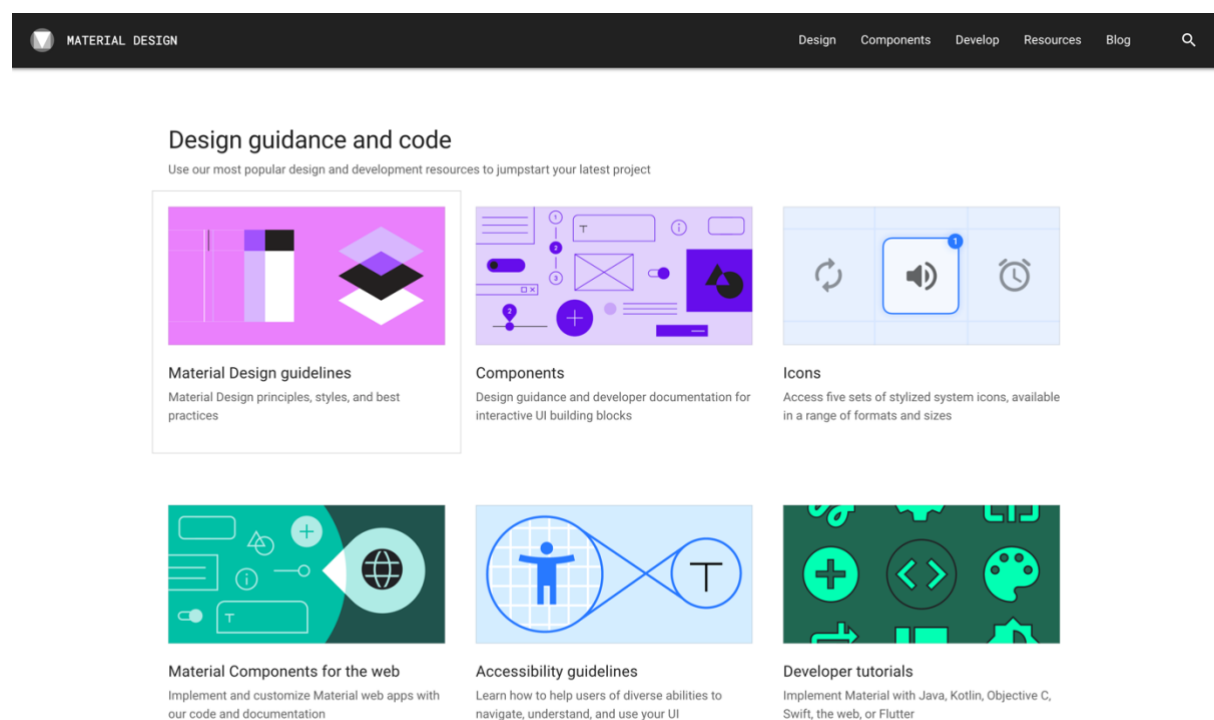 MATERIAL DESIGN
Design
Components
Develop
Resources
Blog
Design guidance and code
Use our most popular design and development resources to jumpstart your latest project
1
2
3
T
2
1
Material Design guidelines
Material Design principles, styles, and best
practices
Components
Design guidance and developer documentation for
interactive UI building blocks
Icons
Access five sets of stylized system icons, available
in a range of formats and sizes
T
T
Material Components for the web
Implement and customize Material web apps with
our code and documentation
Accessibility guidelines
Learn how to help users of diverse abilities to
navigate, understand, and use your UI
Developer tutorials
Implement Material with Java, Kotlin, Objective C,
Swift, the web, or Flutter